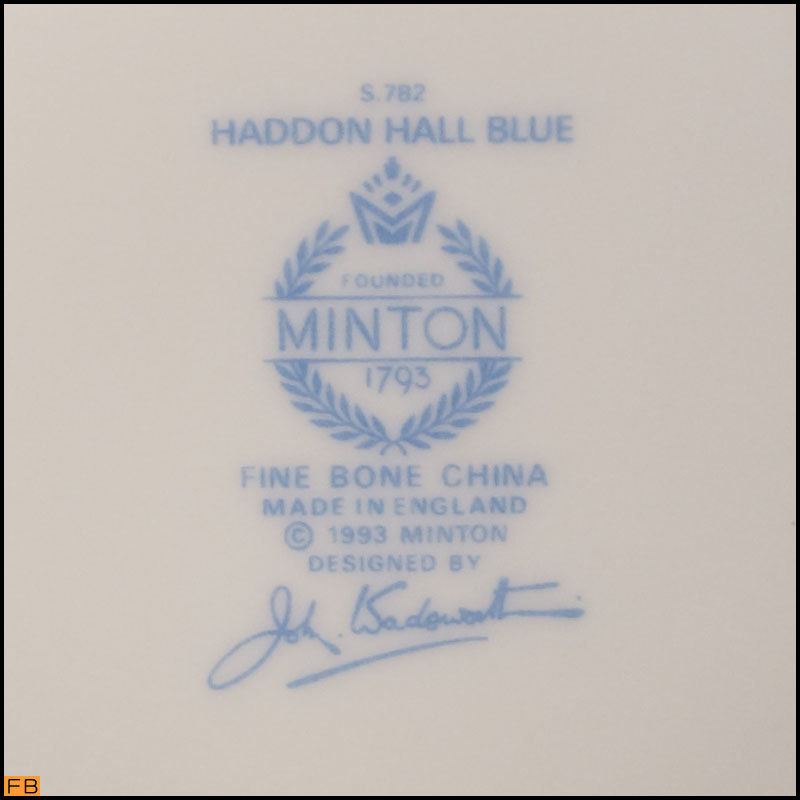 S.782
HADDON HALL BLUE
FOUNDED
MINTON
1793
FINE BONE CHINA
MADE IN ENGLAND
© 1993 MINTON
DESIGNED BY
John Wadsworth
FB